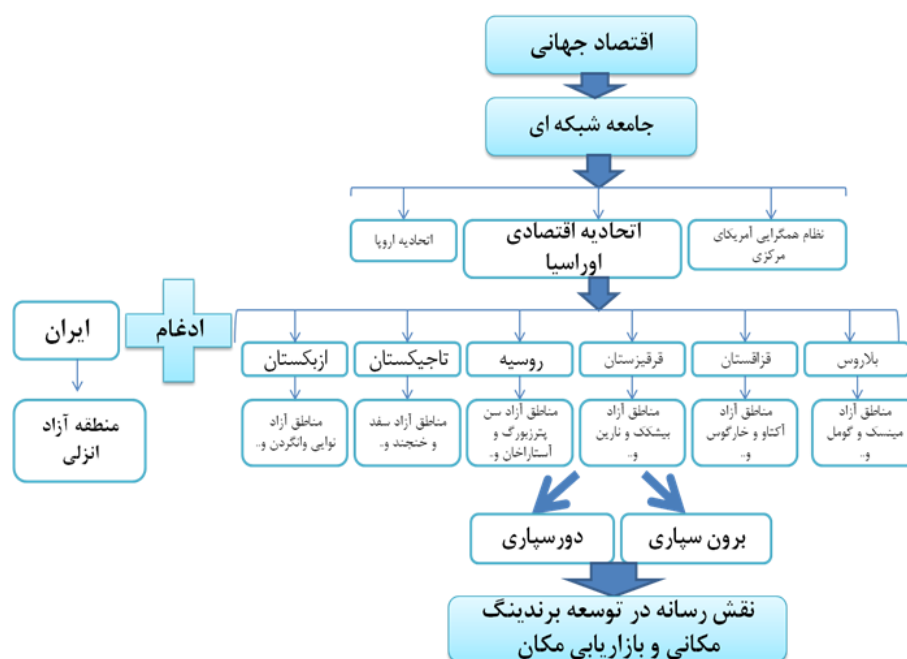 اقتصاد جهانی
جامعه شبکه ای
نظام همگرایی آمریکای
مرکزی
اتحادیه اقتصادی
اوراسیا
اتحادیه اروپا
بلاروس
قزاقستان
قرقیزستان
روسیه
تاجیکستان
ازبکستان
ادغام
ایران
مناطق آزاد
مینسک و گومل
و..
مناطق آزاد
آکتاو و خارگوس
و..
مناطق آزاد
بیشکک و نارین
و..
مناطق آزاد سن
پترزبورگ و
آستاراخان و..
مناطق آزاد سغد
و خنجند و..
مناطق آزاد
نوایی وانگردن و..
منطقه آزاد
انزلی
برون سپاری
دورسپاری
نقش رسانه در توسعه برندینگ
مکانی و بازاریابی مکان